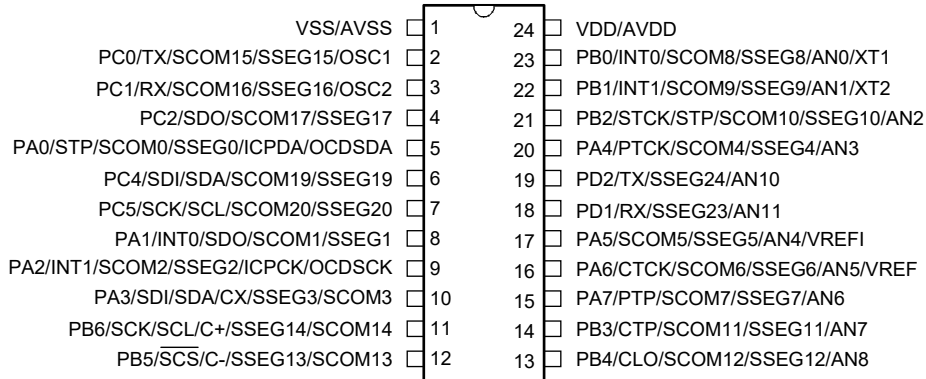 VSS/AVSS 1 24 VDD/AVDD
PC0/TX/SCOM15/SSEG15/OSC1 2 23 PB0/INT0/SCOM8/SSEG8/AN0/XT1
PC1/RX/SCOM16/SSEG16/OSC2 3 22 PB1/INT1/SCOM9/SSEG9/AN1/XT2
PC2/SDO/SCOM17/SSEG17 4 21 PB2/STCK/STP/SCOM10/SSEG10/AN2
PA0/STP/SCOM0/SSEG0/ICPDA/OCDSDA 5 20 PA4/PTCK/SCOM4/SSEG4/AN3
PC4/SDI/SDA/SCOM19/SSEG19 6 19 PD2/TX/SSEG24/AN10
PC5/SCK/SCL/SCOM20/SSEG20 7 18 PD1/RX/SSEG23/AN11
PA1/INT0/SDO/SCOM1/SSEG1 8 17 PA5/SCOM5/SSEG5/AN4/VREFI
PA2/INT1/SCOM2/SSEG2/ICPCK/OCDSCK 9 16 PA6/CTCK/SCOM6/SSEG6/AN5/VREF
PA3/SDI/SDA/CX/SSEG3/SCOM3 10 15 PA7/PTP/SCOM7/SSEG7/AN6
PB6/SCK/SCL/C+/SSEG14/SCOM14 11 14 PB3/CTP/SCOM11/SSEG11/AN7
PB5/S̅C̅S̅/C-/SSEG13/SCOM13 12 13 PB4/CLO/SCOM12/SSEG12/AN8